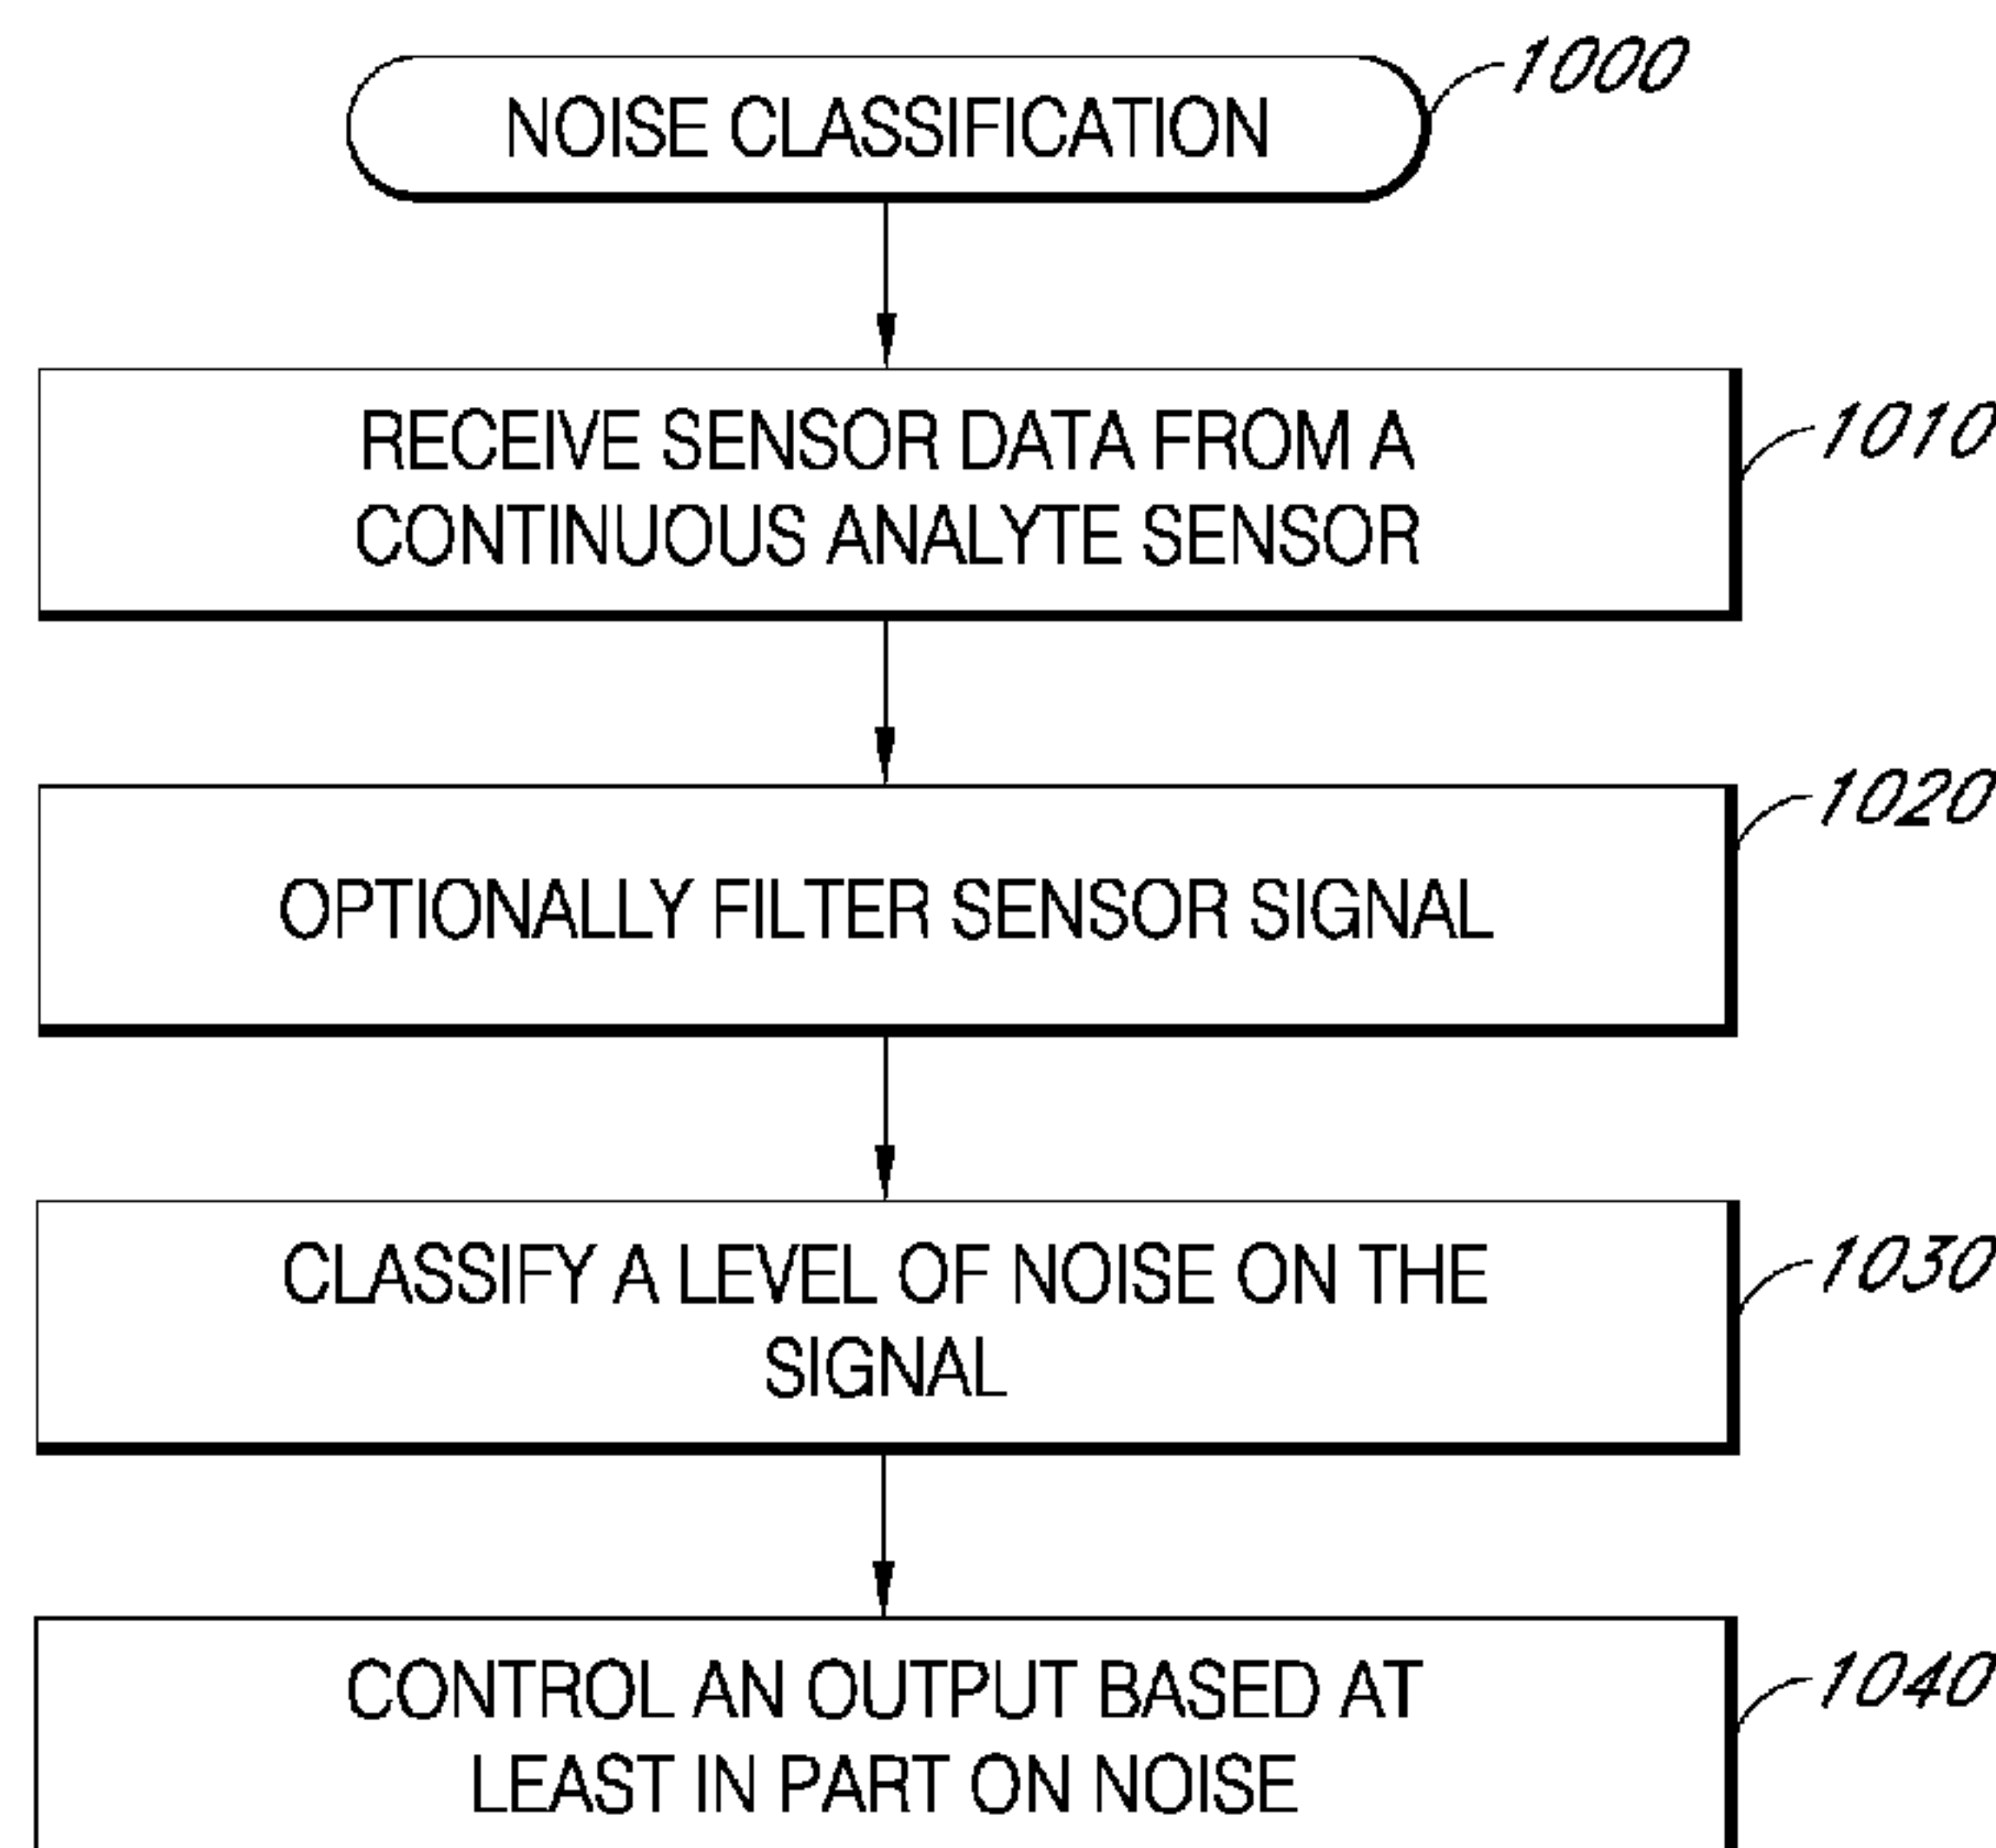 NOISE CLASSIFICATION
1000
RECEIVE SENSOR DATA FROM A
CONTINUOUS ANALYTE SENSOR
1010
OPTIONALLY FILTER SENSOR SIGNAL
1020
CLASSIFY A LEVEL OF NOISE ON THE
SIGNAL
1030
CONTROL AN OUTPUT BASED AT
LEAST IN PART ON NOISE
1040